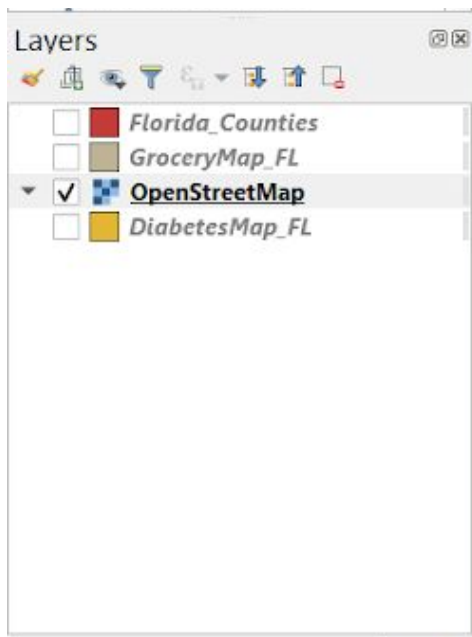 Layers
Florida_Counties
GroceryMap_FL
OpenStreetMap
DiabetesMap_FL